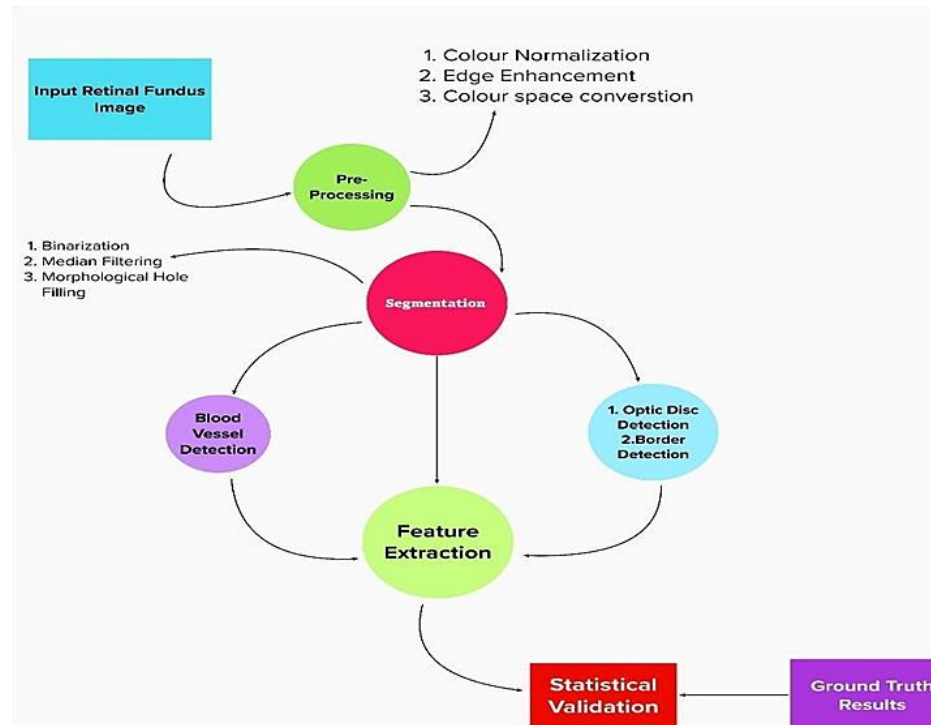 Input Retinal Fundus
Image
1. Colour Normalization
2. Edge Enhancement
3. Colour space converstion
Pre-
Processing
1. Binarization
2. Median Filtering
3. Morphological Hole
Filling
Segmentation
Blood
Vessel
Detection
1. Optic Disc
Detection
2.Border
Detection
Feature
Extraction
Statistical
Validation
Ground Truth
Results